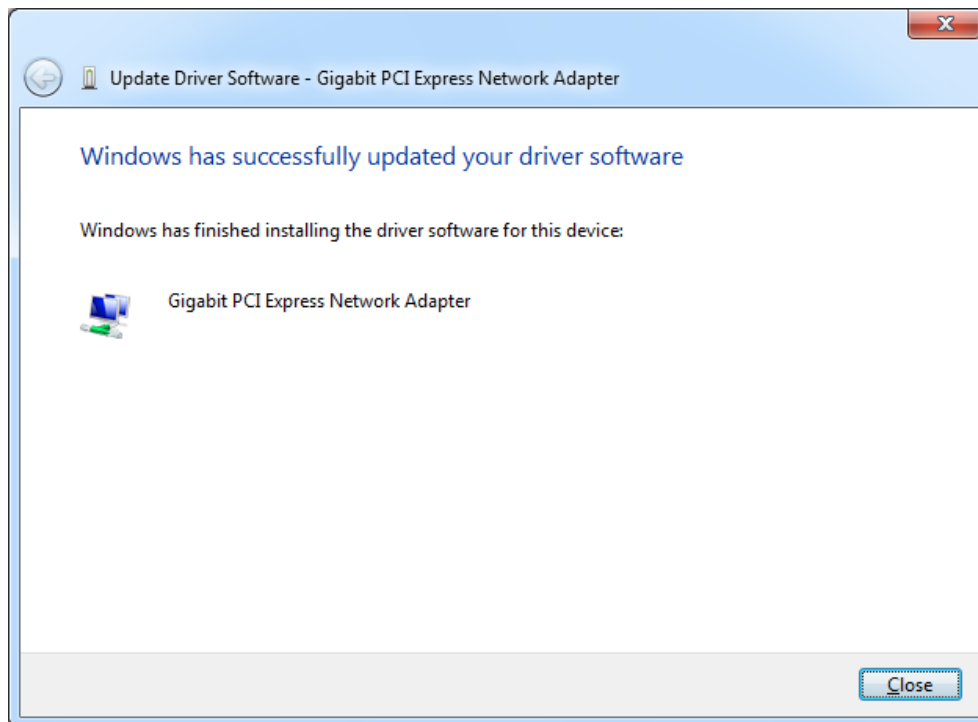 Update Driver Software - Gigabit PCI Express Network Adapter
Windows has successfully updated your driver software
Windows has finished installing the driver software for this device:
Gigabit PCI Express Network Adapter
Close